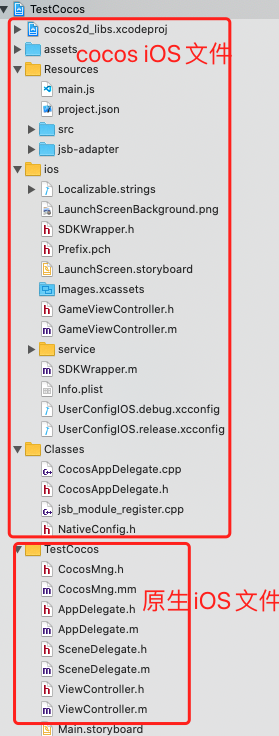 TestCocos
cocos2d_libs.xcodeproj
assets
cocos iOS文件
Resources
main.js
project.json
src
jsb-adapter
ios
Localizable.strings
LaunchScreenBackground.png
SDKWrapper.h
Prefix.pch
LaunchScreen.storyboard
Images.xcassets
GameViewController.h
GameViewController.m
service
SDKWrapper.m
Info.plist
UserConfigIOS.debug.xcconfig
UserConfigIOS.release.xcconfig
Classes
CocosAppDelegate.cpp
CocosAppDelegate.h
jsb_module_register.cpp
NativeConfig.h
TestCocos
CocosMng.h
CocosMng.mm
原生iOS文件
AppDelegate.h
AppDelegate.m
SceneDelegate.h
SceneDelegate.m
ViewController.h
ViewController.m
Main.storyboard